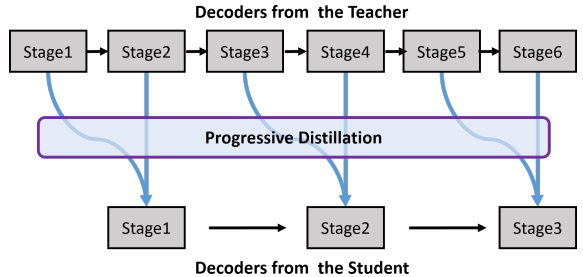 Decoders from the Teacher
Stage1 Stage2 Stage3 Stage4 Stage5 Stage6
Progressive Distillation
Stage1 Stage2 Stage3
Decoders from the Student